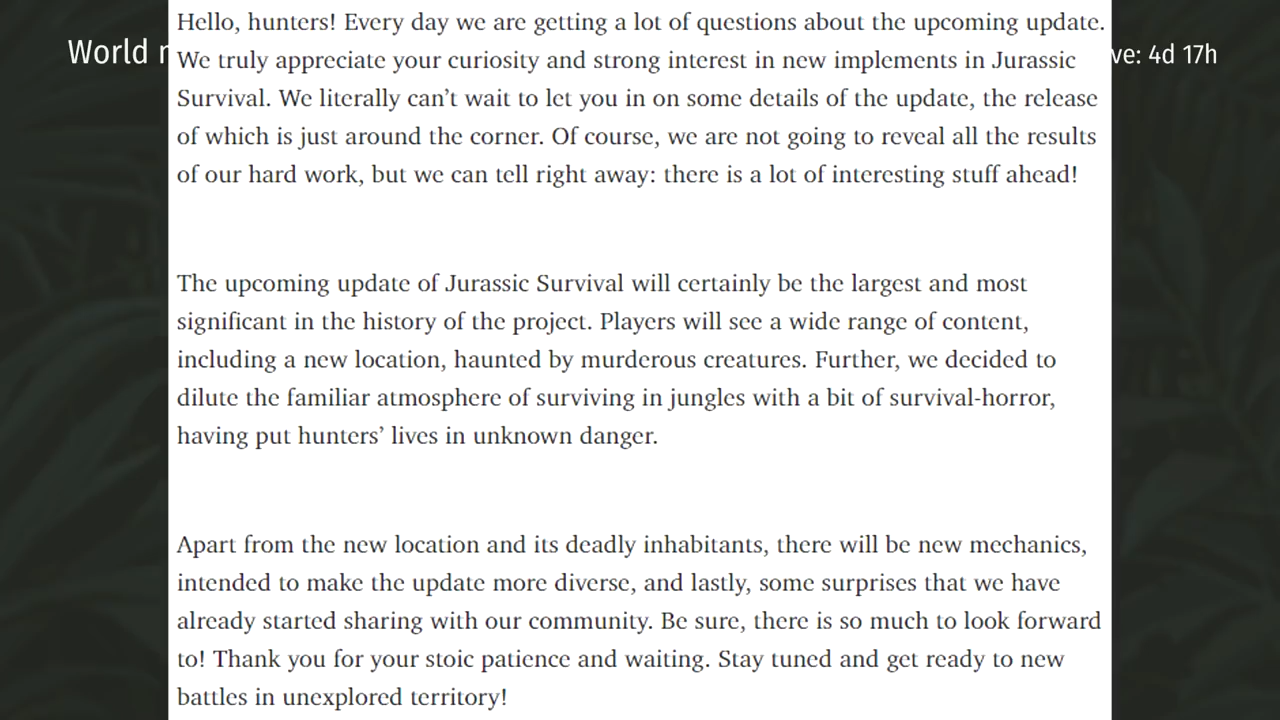 Hello, hunters! Every day we are getting a lot of questions about the upcoming update.
World
ve: 4d 17h
We truly appreciate your curiosity and strong interest in new implements in Jurassic
Survival. We literally can't wait to let you in on some details of the update, the release
of which is just around the corner. Of course, we are not going to reveal all the results
of our hard work, but we can tell right away: there is a lot of interesting stuff ahead!
The upcoming update of Jurassic Survival will certainly be the largest and most
significant in the history of the project. Players will see a wide range of content,
including a new location, haunted by murderous creatures. Further, we decided to
dilute the familiar atmosphere of surviving in jungles with a bit of survival-horror,
having put hunters' lives in unknown danger.
Apart from the new location and its deadly inhabitants, there will be new mechanics,
intended to make the update more diverse, and lastly, some surprises that we have
already started sharing with our community. Be sure, there is so much to look forward
to! Thank you for your stoic patience and waiting. Stay tuned and get ready to new
battles in unexplored territory!